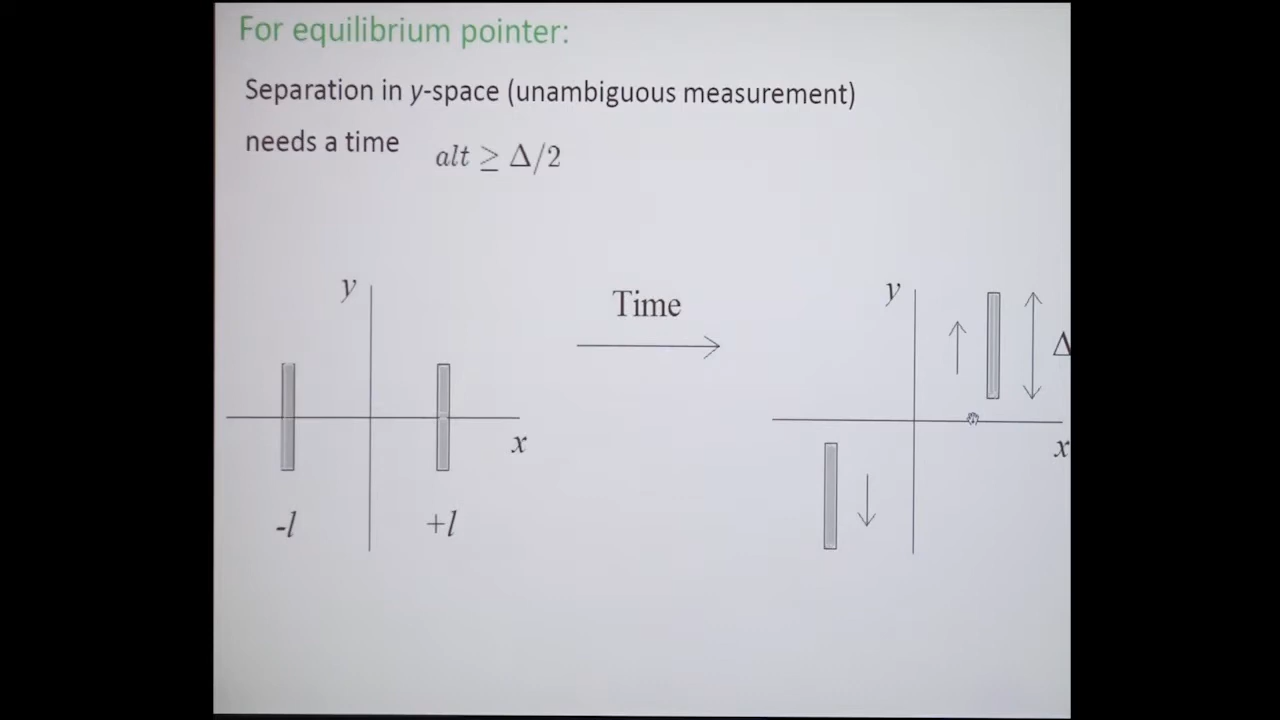 For equilibrium pointer:
Separation in y-space (unambiguous measurement)
needs a time alt ≥ Δ/2
y
Time
y
Δ
x
x
-l
+l